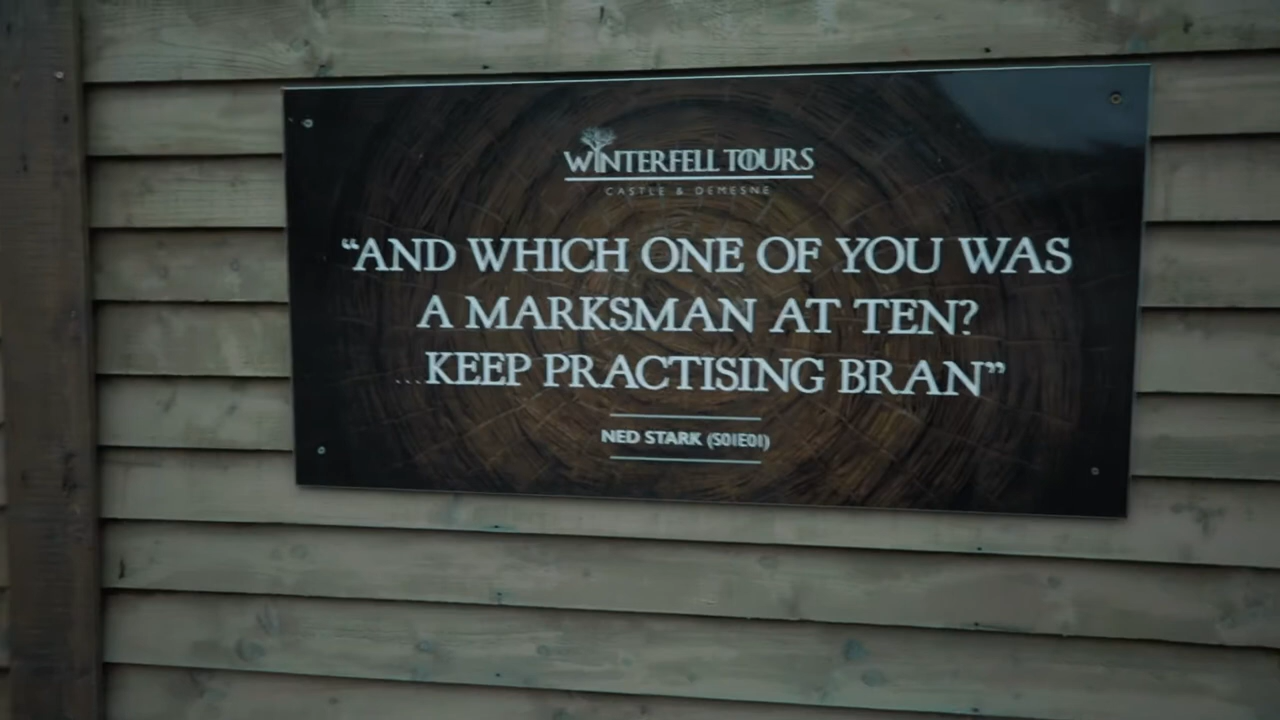 WINTERFELL TOURS
CASTLE & DEMESNE
“AND WHICH ONE OF YOU WAS
A MARKSMAN AT TEN?
...KEEP PRACTISING BRAN”
NED STARK (S01E01)